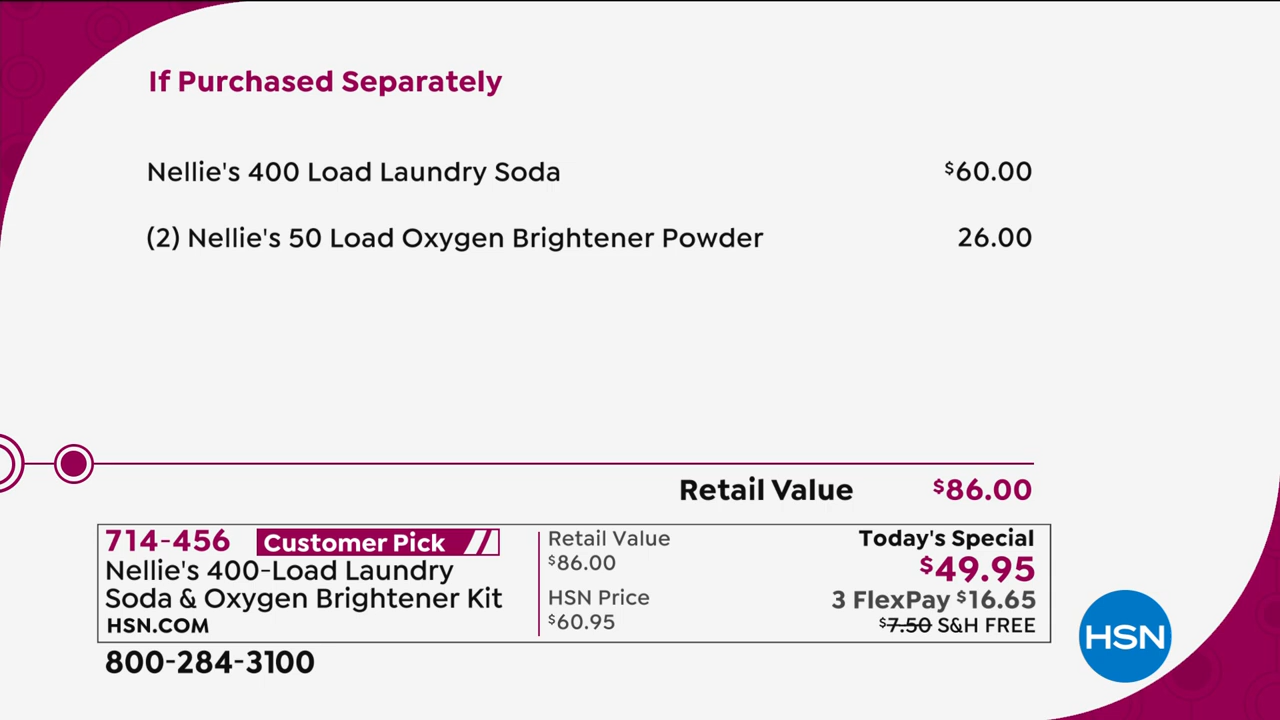 If Purchased Separately
Nellie's 400 Load Laundry Soda $60.00
(2) Nellie's 50 Load Oxygen Brightener Powder 26.00
Retail Value $86.00
714-456 Customer Pick
Nellie's 400-Load Laundry
Soda & Oxygen Brightener Kit
HSN.COM
Retail Value
$86.00
HSN Price
$60.95
Today's Special
$49.95
3 FlexPay $16.65
$7.50 S&H FREE
800-284-3100
HSN